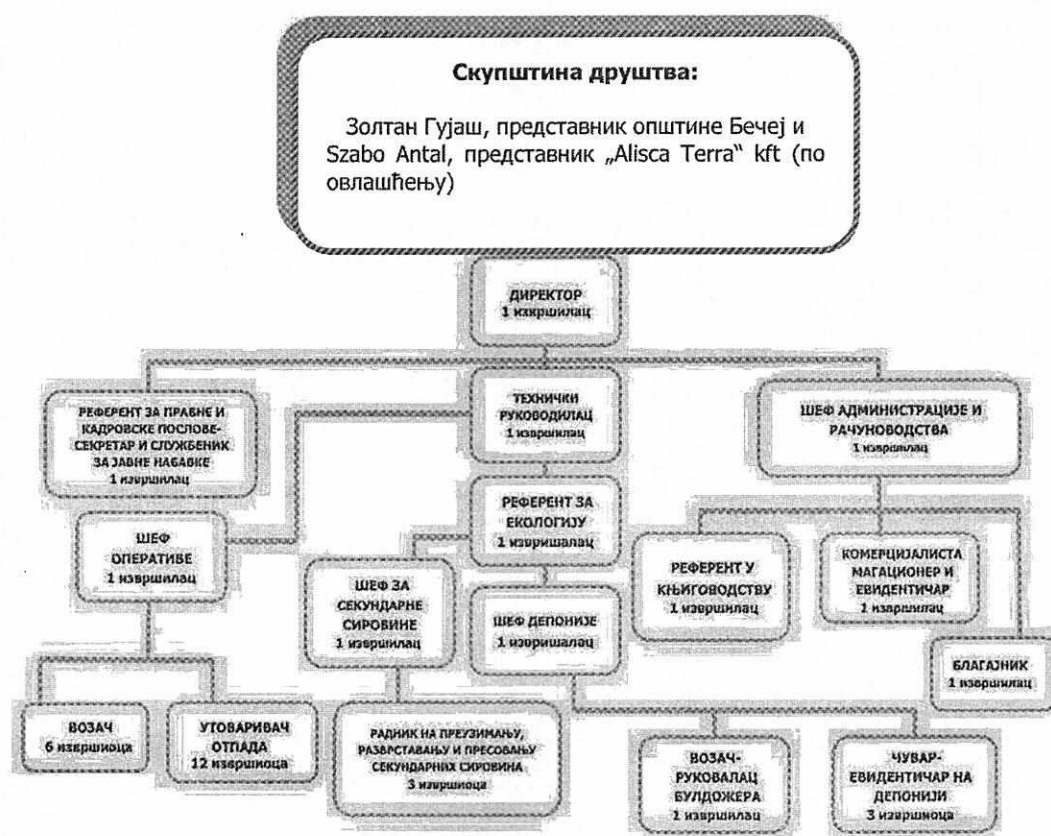 Скупштина друштва:
Золтан Гујаш, представник општине Бечеј и
Szabo Antal, представник „Alisca Terra“ kft (по
овлашћењу)
ДИРЕКТОР
1 извршилац
РЕФЕРЕНТ ЗА ПРАВНЕ И
КАДРОВСКЕ ПОСЛОВЕ-
СЕКРЕТАР И СЛУЖБЕНИК
ЗА ЈАВНЕ НАБАВКЕ
1 извршилац
ТЕХНИЧКИ
РУКОВОДИЛАЦ
1 извршилац
ШЕФ АДМИНИСТРАЦИЈЕ И
РАЧУНОВОДСТВА
1 извршилац
ШЕФ
ОПЕРАТИВЕ
1 извршилац
РЕФЕРЕНТ ЗА
ЕКОЛОГИЈУ
1 извришалац
ШЕФ ЗА
СЕКУНДАРНЕ
СИРОВИНЕ
1 извршилац
ШЕФ ДЕПОНИЈЕ
1 извришалац
РЕФЕРЕНТ У
КЊИГОВОДСТВУ
1 извршилац
КОМЕРЦИЈАЛИСТА
МАГАЦИОНЕР И
ЕВИДЕНТИЧАР
1 извршилац
БЛАГАЈНИК
1 извршилац
ВОЗАЧ
6 извршиоца
УТОВАРИВАЧ
ОТПАДА
12 извршиоца
РАДНИК НА ПРЕУЗИМАЊУ,
РАЗВРСТАВАЊУ И ПРЕСОВАЊУ
СЕКУНДАРНИХ СИРОВИНА
3 извршиоца
ВОЗАЧ-
РУКОВАЛАЦ
БУЛДОЖЕРА
1 извршилац
ЧУВАР-
ЕВИДЕНТИЧАР НА
ДЕПОНИЈИ
3 извршиоца